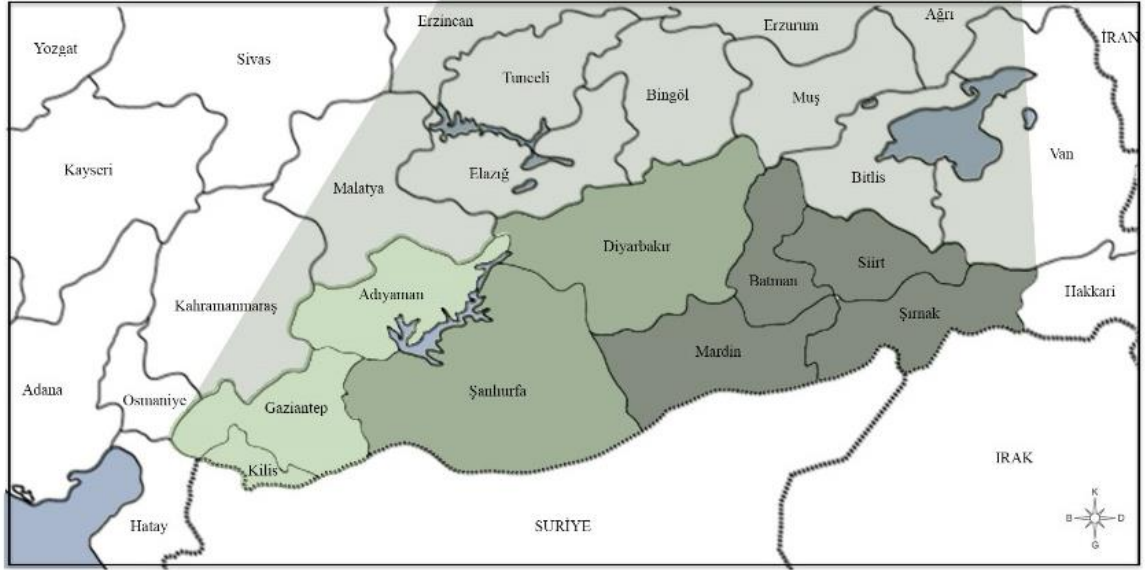 Erzincan
Erzurum
Ağrı
Yozgat
Sivas
İRAN
Tunceli
Bingöl
Muş
Kayseri
Malatya
Elazığ
Bitlis
Van
Diyarbakır
Siirt
Batman
Adıyaman
Kahramanmaraş
Hakkari
Şırnak
Mardin
Adana
Osmaniye
Gaziantep
Şanlıurfa
Kilis
IRAK
Hatay
SURİYE
K
B
D
G